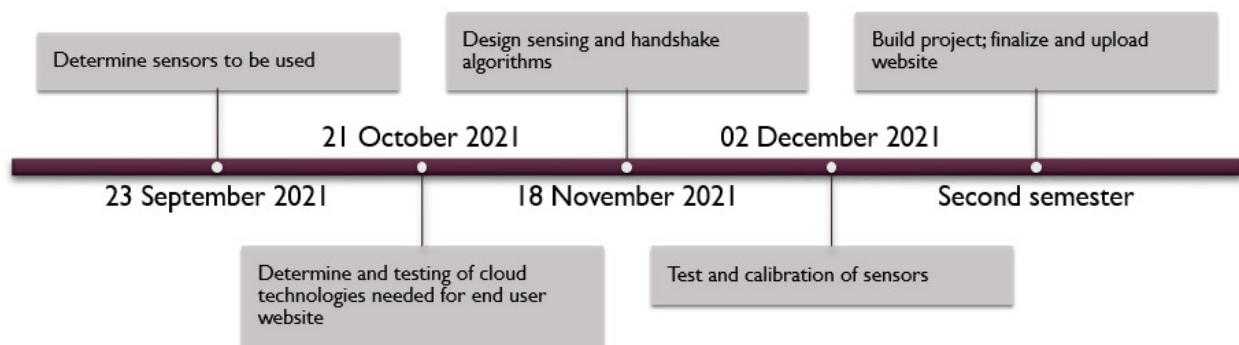 Determine sensors to be used
Design sensing and handshake
algorithms
Build project; finalize and upload
website
21 October 2021
02 December 2021
23 September 2021
18 November 2021
Second semester
Determine and testing of cloud
technologies needed for end user
website
Test and calibration of sensors